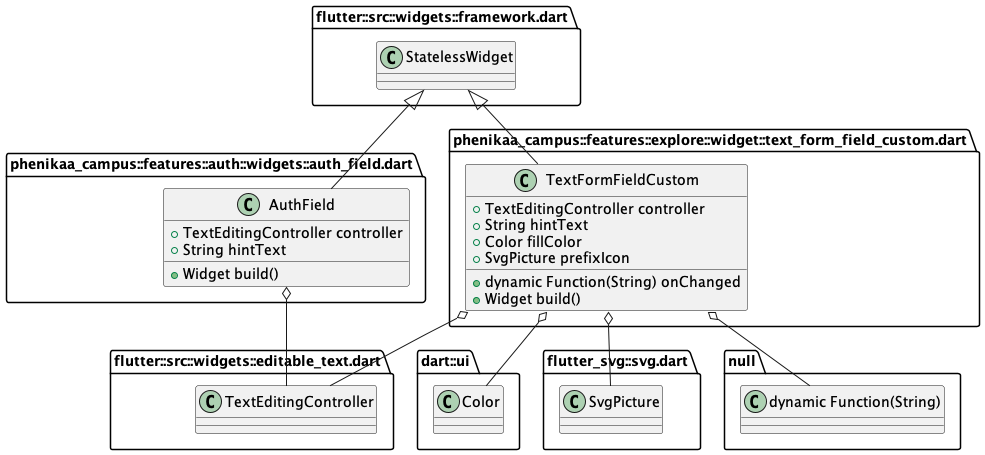 flutter::src::widgets::framework.dart
C StatelessWidget
phenikaa_campus::features::auth::widgets::auth_field.dart
C AuthField
TextEditingController controller
String hintText
Widget build()
phenikaa_campus::features::explore::widget::text_form_field_custom.dart
C TextFormFieldCustom
TextEditingController controller
String hintText
Color fillColor
SvgPicture prefixIcon
dynamic Function(String) onChanged
Widget build()
flutter::src::widgets::editable_text.dart
C TextEditingController
dart::ui
C Color
flutter_svg::svg.dart
C SvgPicture
null
C dynamic Function(String)